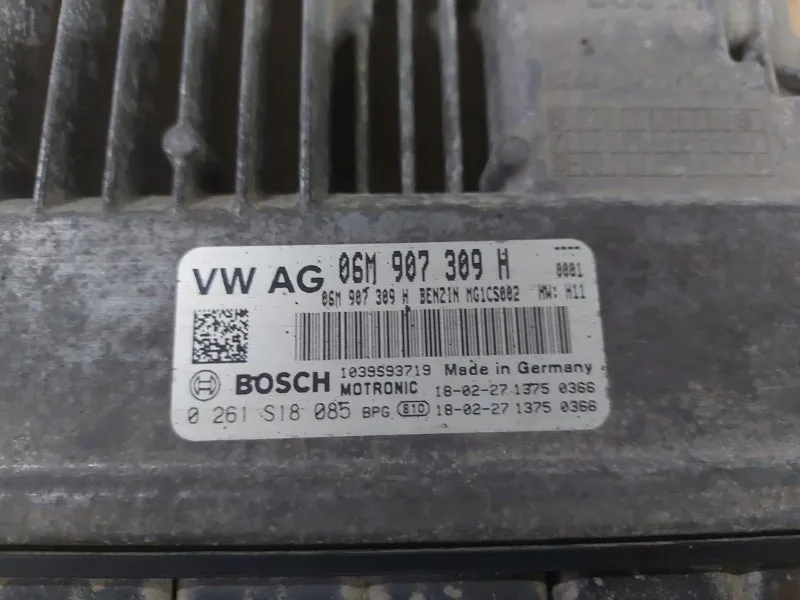 VW AG 06M 907 309 H ----
0001
06M 907 309 H BENZIN MG1CS002 HW: H11
1039S93719 Made in Germany
BOSCH MOTRONIC 18-02-27 1375 0366
0 261 S18 085 BPG 810 18-02-27 1375 0366